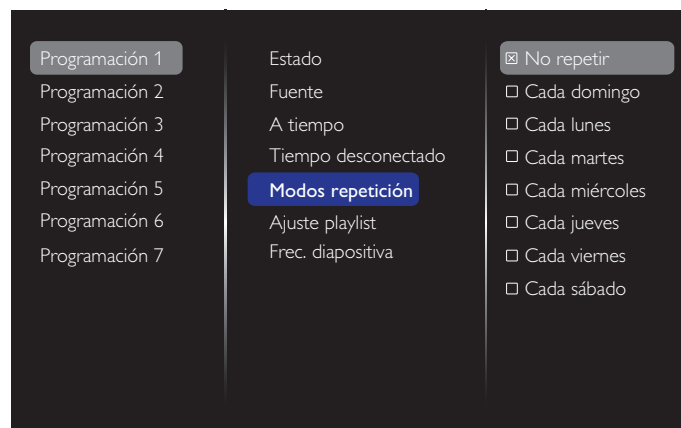 Programación 1
Programación 2
Programación 3
Programación 4
Programación 5
Programación 6
Programación 7
Estado
Fuente
A tiempo
Tiempo desconectado
Modos repetición
Ajuste playlist
Frec. diapositiva
☒ No repetir
☐ Cada domingo
☐ Cada lunes
☐ Cada martes
☐ Cada miércoles
☐ Cada jueves
☐ Cada viernes
☐ Cada sábado